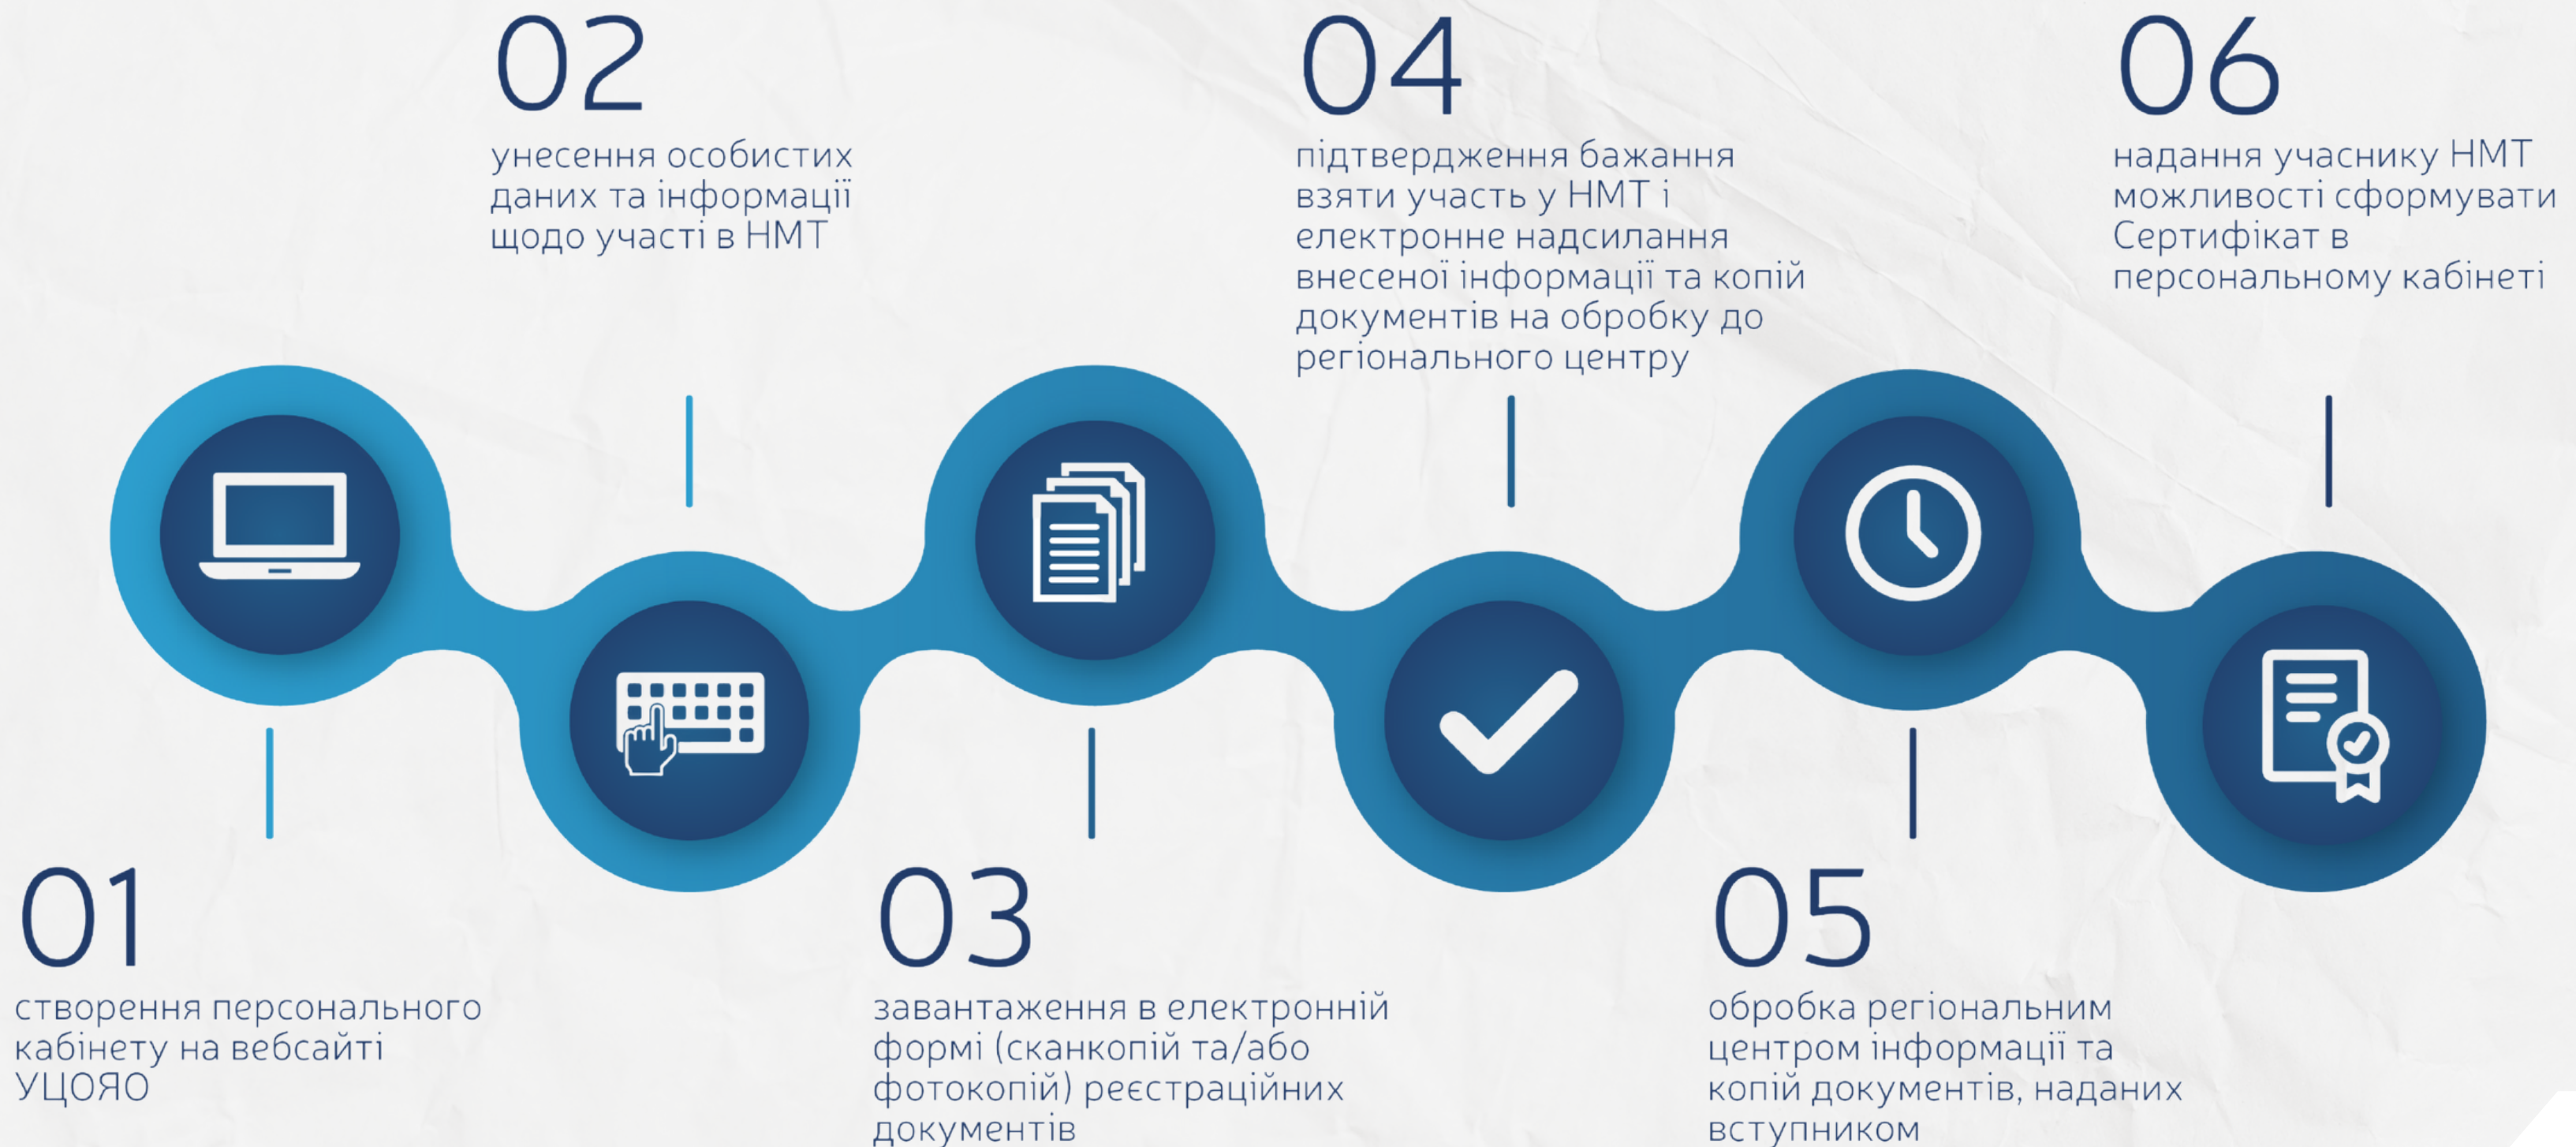 01
створення персонального
кабінету на вебсайті
УЦОЯО
02
унесення особистих
даних та інформації
щодо участі в НМТ
03
завантаження в електронній
формі (сканкопій та/або
фотокопій) реєстраційних
документів
04
підтвердження бажання
взяти участь у НМТ і
електронне надсилання
внесеної інформації та копій
документів на обробку до
регіонального центру
05
обробка регіональним
центром інформації та
копій документів, наданих
вступником
06
надання учаснику НМТ
можливості сформувати
Сертифікат в
персональному кабінеті